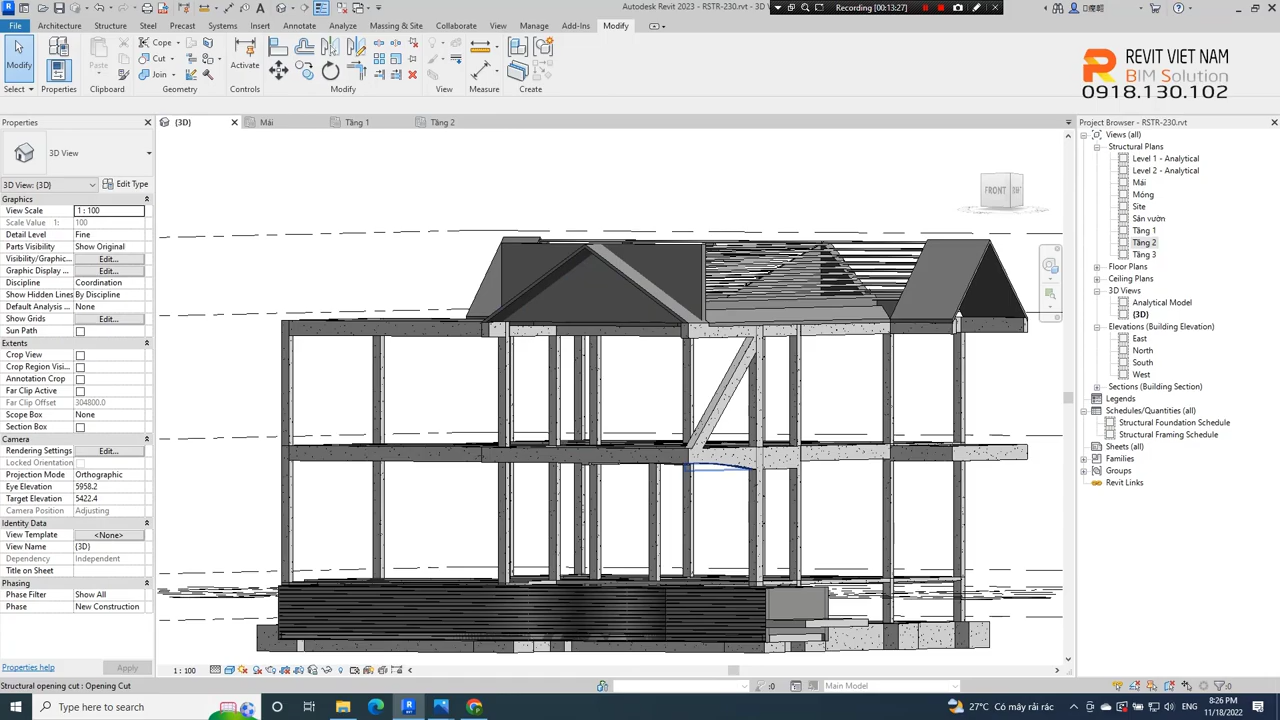 Autodesk Revit 2023 - RSTR-230.rvt - 3D V
Recording [00:13:27]
File Architecture Structure Steel Precast Systems Insert Annotate Analyze Massing & Site Collaborate View Manage Add-Ins Modify
Modify
Properties
Paste
Cope
Cut
Join
Activate
Select Properties Clipboard Geometry Controls Modify View Measure Create
REVIT VIET NAM
BIM Solution
0918.130.102
Properties
{3D} Mái Tầng 1 Tầng 2
Project Browser - RSTR-230.rvt
3D View
3D View: {3D} Edit Type
Graphics
View Scale 1 : 100
Scale Value 1: 100
Detail Level Fine
Parts Visibility Show Original
Visibility/Graphic... Edit...
Graphic Display ... Edit...
Discipline Coordination
Show Hidden Lines By Discipline
Default Analysis ... None
Show Grids Edit...
Sun Path
Extents
Crop View
Crop Region Visi...
Annotation Crop
Far Clip Active
Far Clip Offset 304800.0
Scope Box None
Section Box
Camera
Rendering Settings Edit...
Locked Orientation
Projection Mode Orthographic
Eye Elevation 5958.2
Target Elevation 5422.4
Camera Position Adjusting
Identity Data
View Template <None>
View Name {3D}
Dependency Independent
Title on Sheet
Phasing
Phase Filter Show All
Phase New Construction
Properties help Apply
FRONT
Views (all)
Structural Plans
Level 1 - Analytical
Level 2 - Analytical
Mái
Móng
Site
Sân vườn
Tầng 1
Tầng 2
Tầng 3
Floor Plans
Ceiling Plans
3D Views
Analytical Model
{3D}
Elevations (Building Elevation)
East
North
South
West
Sections (Building Section)
Legends
Schedules/Quantities (all)
Structural Foundation Schedule
Structural Framing Schedule
Sheets (all)
Families
Groups
Revit Links
1 : 100
Structural opening cut : Opening Cut
:0
Main Model
:0
Type here to search
27°C Có mây rải rác
ENG
8:26 PM
11/18/2022